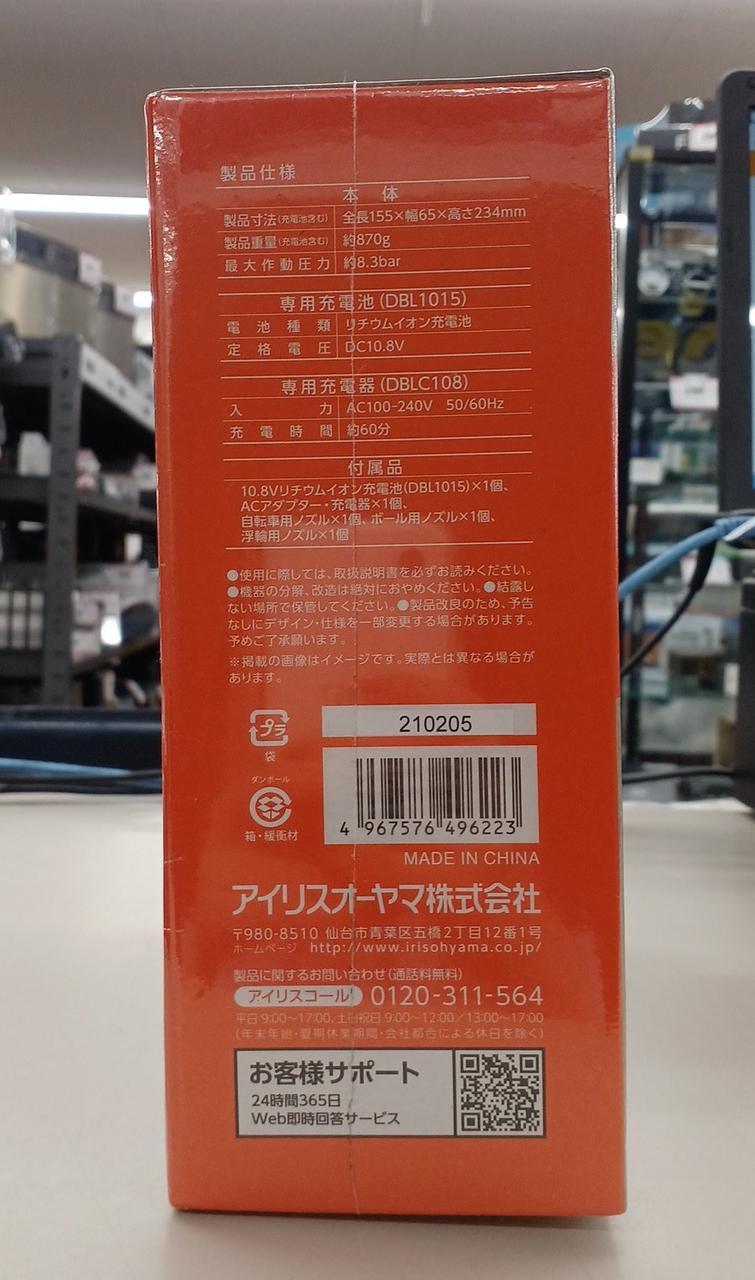 製品仕様
本体
製品寸法(充電池含む) 全長155×幅65×高さ234mm
製品重量(充電池含む) 約870g
最大作動圧力 約8.3bar
専用充電池(DBL1015)
電池種類 リチウムイオン充電池
定格電圧 DC10.8V
専用充電器(DBLC108)
入力 AC100-240V 50/60Hz
充電時間 約60分
付属品
10.8Vリチウムイオン充電池(DBL1015)×1個、
ACアダプター・充電器×1個、
自転車用ノズル×1個、ボール用ノズル×1個、
浮輪用ノズル×1個
●使用に際しては、取扱説明書を必ずお読みください。
●機器の分解、改造は絶対におやめください。●結露し
ない場所で保管してください。●製品改良のため、予告
なしにデザイン・仕様を一部変更する場合があります。
予めご了承願います。
※掲載の画像はイメージです。実際とは異なる場合が
あります。
プラ
袋
ダンボール
箱・緩衝材
210205
4 967576 496223
MADE IN CHINA
アイリスオーヤマ株式会社
〒980-8510 仙台市青葉区五橋2丁目12番1号
ホームページ http://www.irisohyama.co.jp/
製品に関するお問い合わせ(通話料無料)
アイリスコール 0120-311-564
平日 9:00〜17:00、土日祝日 9:00〜12:00/13:00〜17:00
(年末年始・夏期休業期間・会社都合による休日を除く)
お客様サポート
24時間365日
Web即時回答サービス